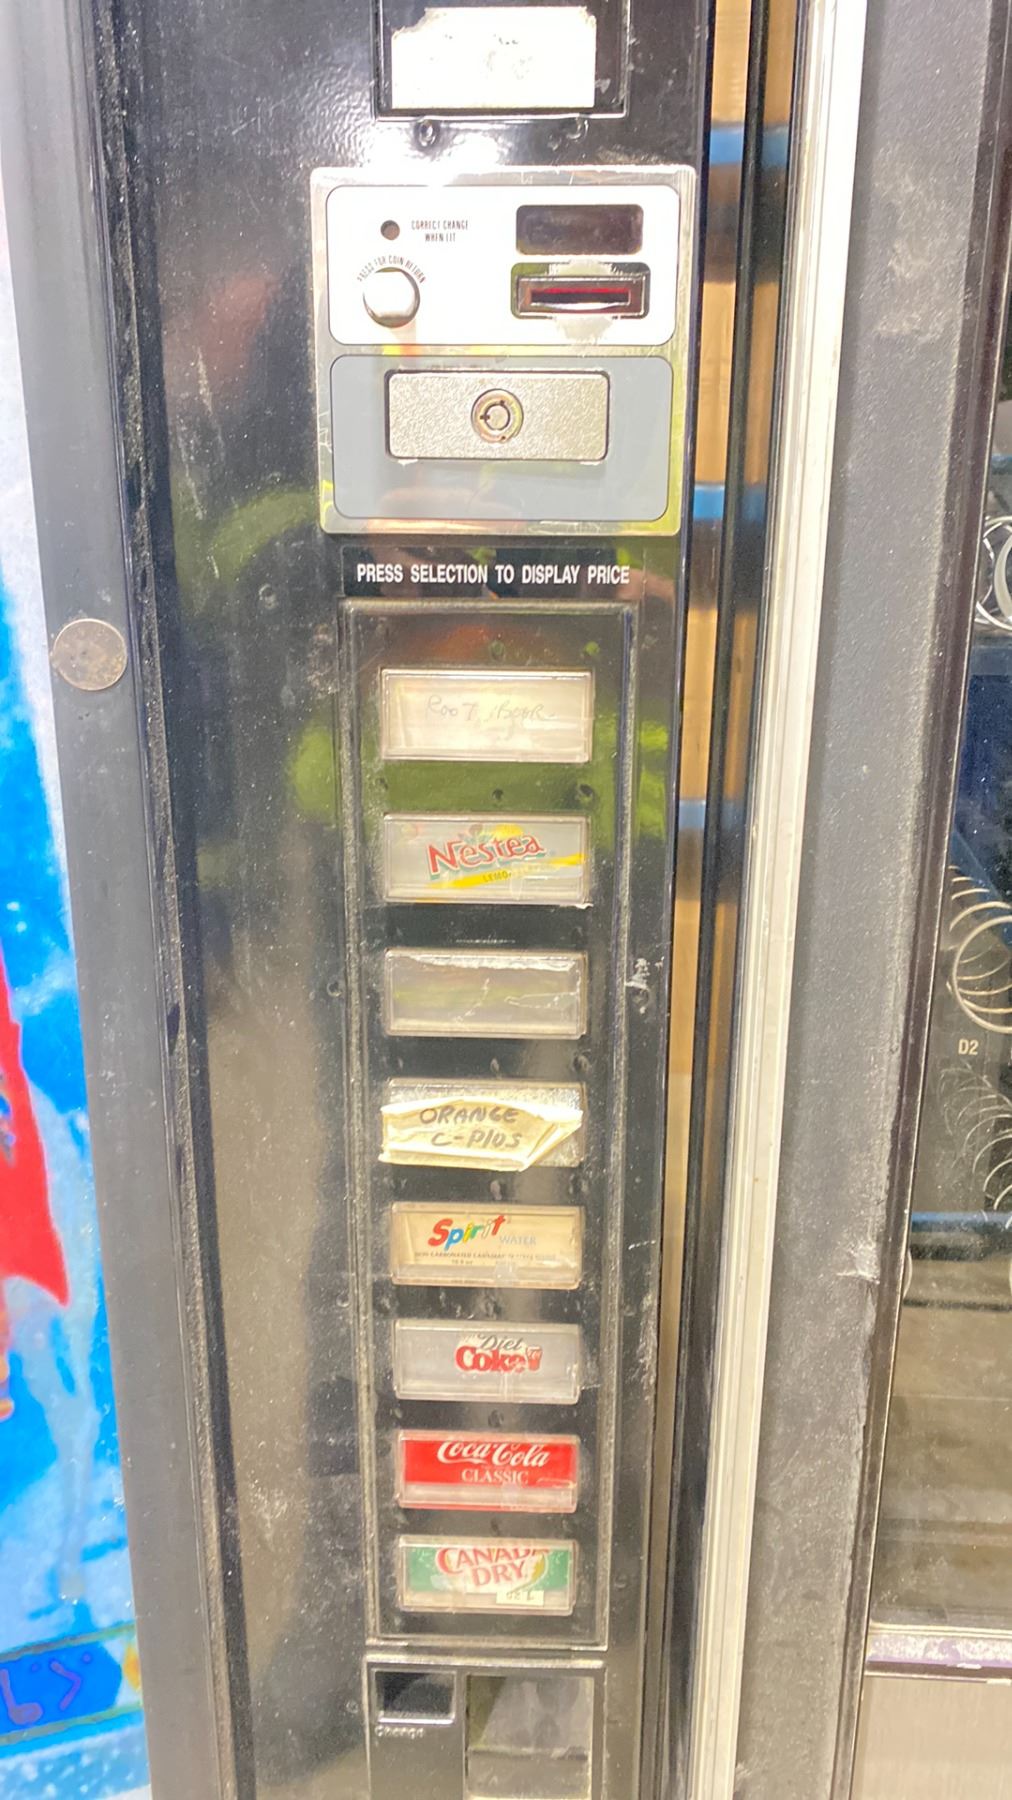 CORRECT CHANGE
WHEN LIT
PRESS FOR COIN RETURN
PRESS SELECTION TO DISPLAY PRICE
ROOT BEER
Nestea
D2
ORANGE
C-PLUS
Spirit WATER
Diet
Coke
Coca-Cola
CLASSIC
CANADA
DRY
Change